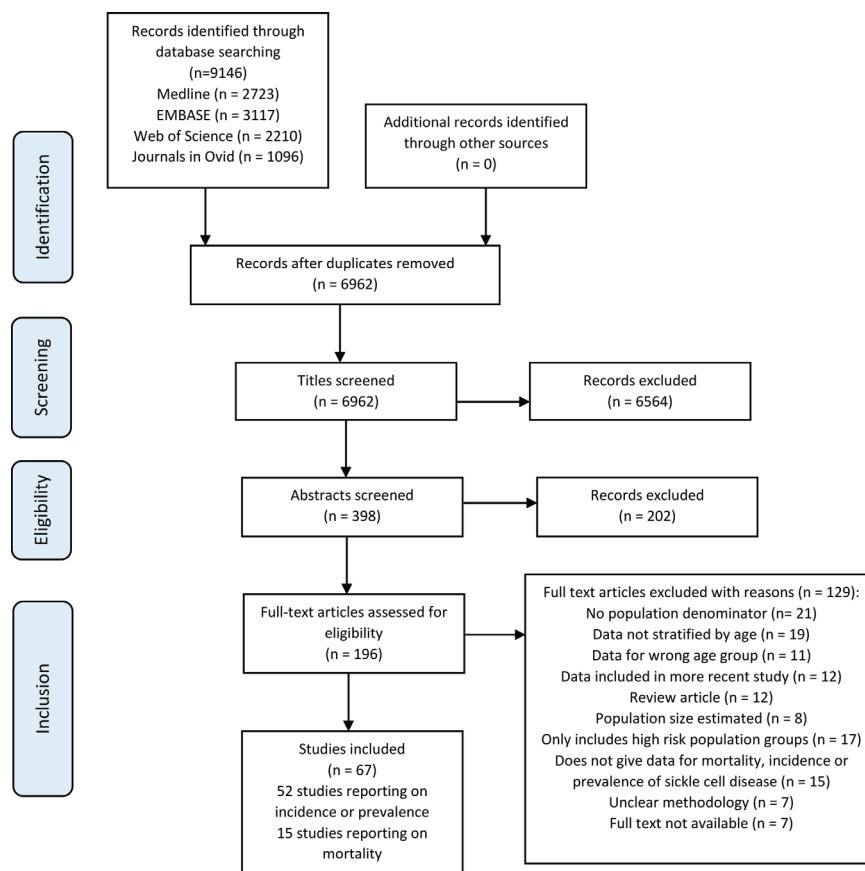 Records identified through
database searching
(n=9146)
Medline (n = 2723)
EMBASE (n = 3117)
Web of Science (n = 2210)
Journals in Ovid (n = 1096)
Additional records identified
through other sources
(n = 0)
Identification
Records after duplicates removed
(n = 6962)
Screening
Titles screened
(n = 6962)
Records excluded
(n = 6564)
Eligibility
Abstracts screened
(n = 398)
Records excluded
(n = 202)
Inclusion
Full-text articles assessed for
eligibility
(n = 196)
Full text articles excluded with reasons (n = 129):
No population denominator (n= 21)
Data not stratified by age (n = 19)
Data for wrong age group (n = 11)
Data included in more recent study (n = 12)
Review article (n = 12)
Population size estimated (n = 8)
Only includes high risk population groups (n = 17)
Does not give data for mortality, incidence or
prevalence of sickle cell disease (n = 15)
Unclear methodology (n = 7)
Full text not available (n = 7)
Studies included
(n = 67)
52 studies reporting on
incidence or prevalence
15 studies reporting on
mortality